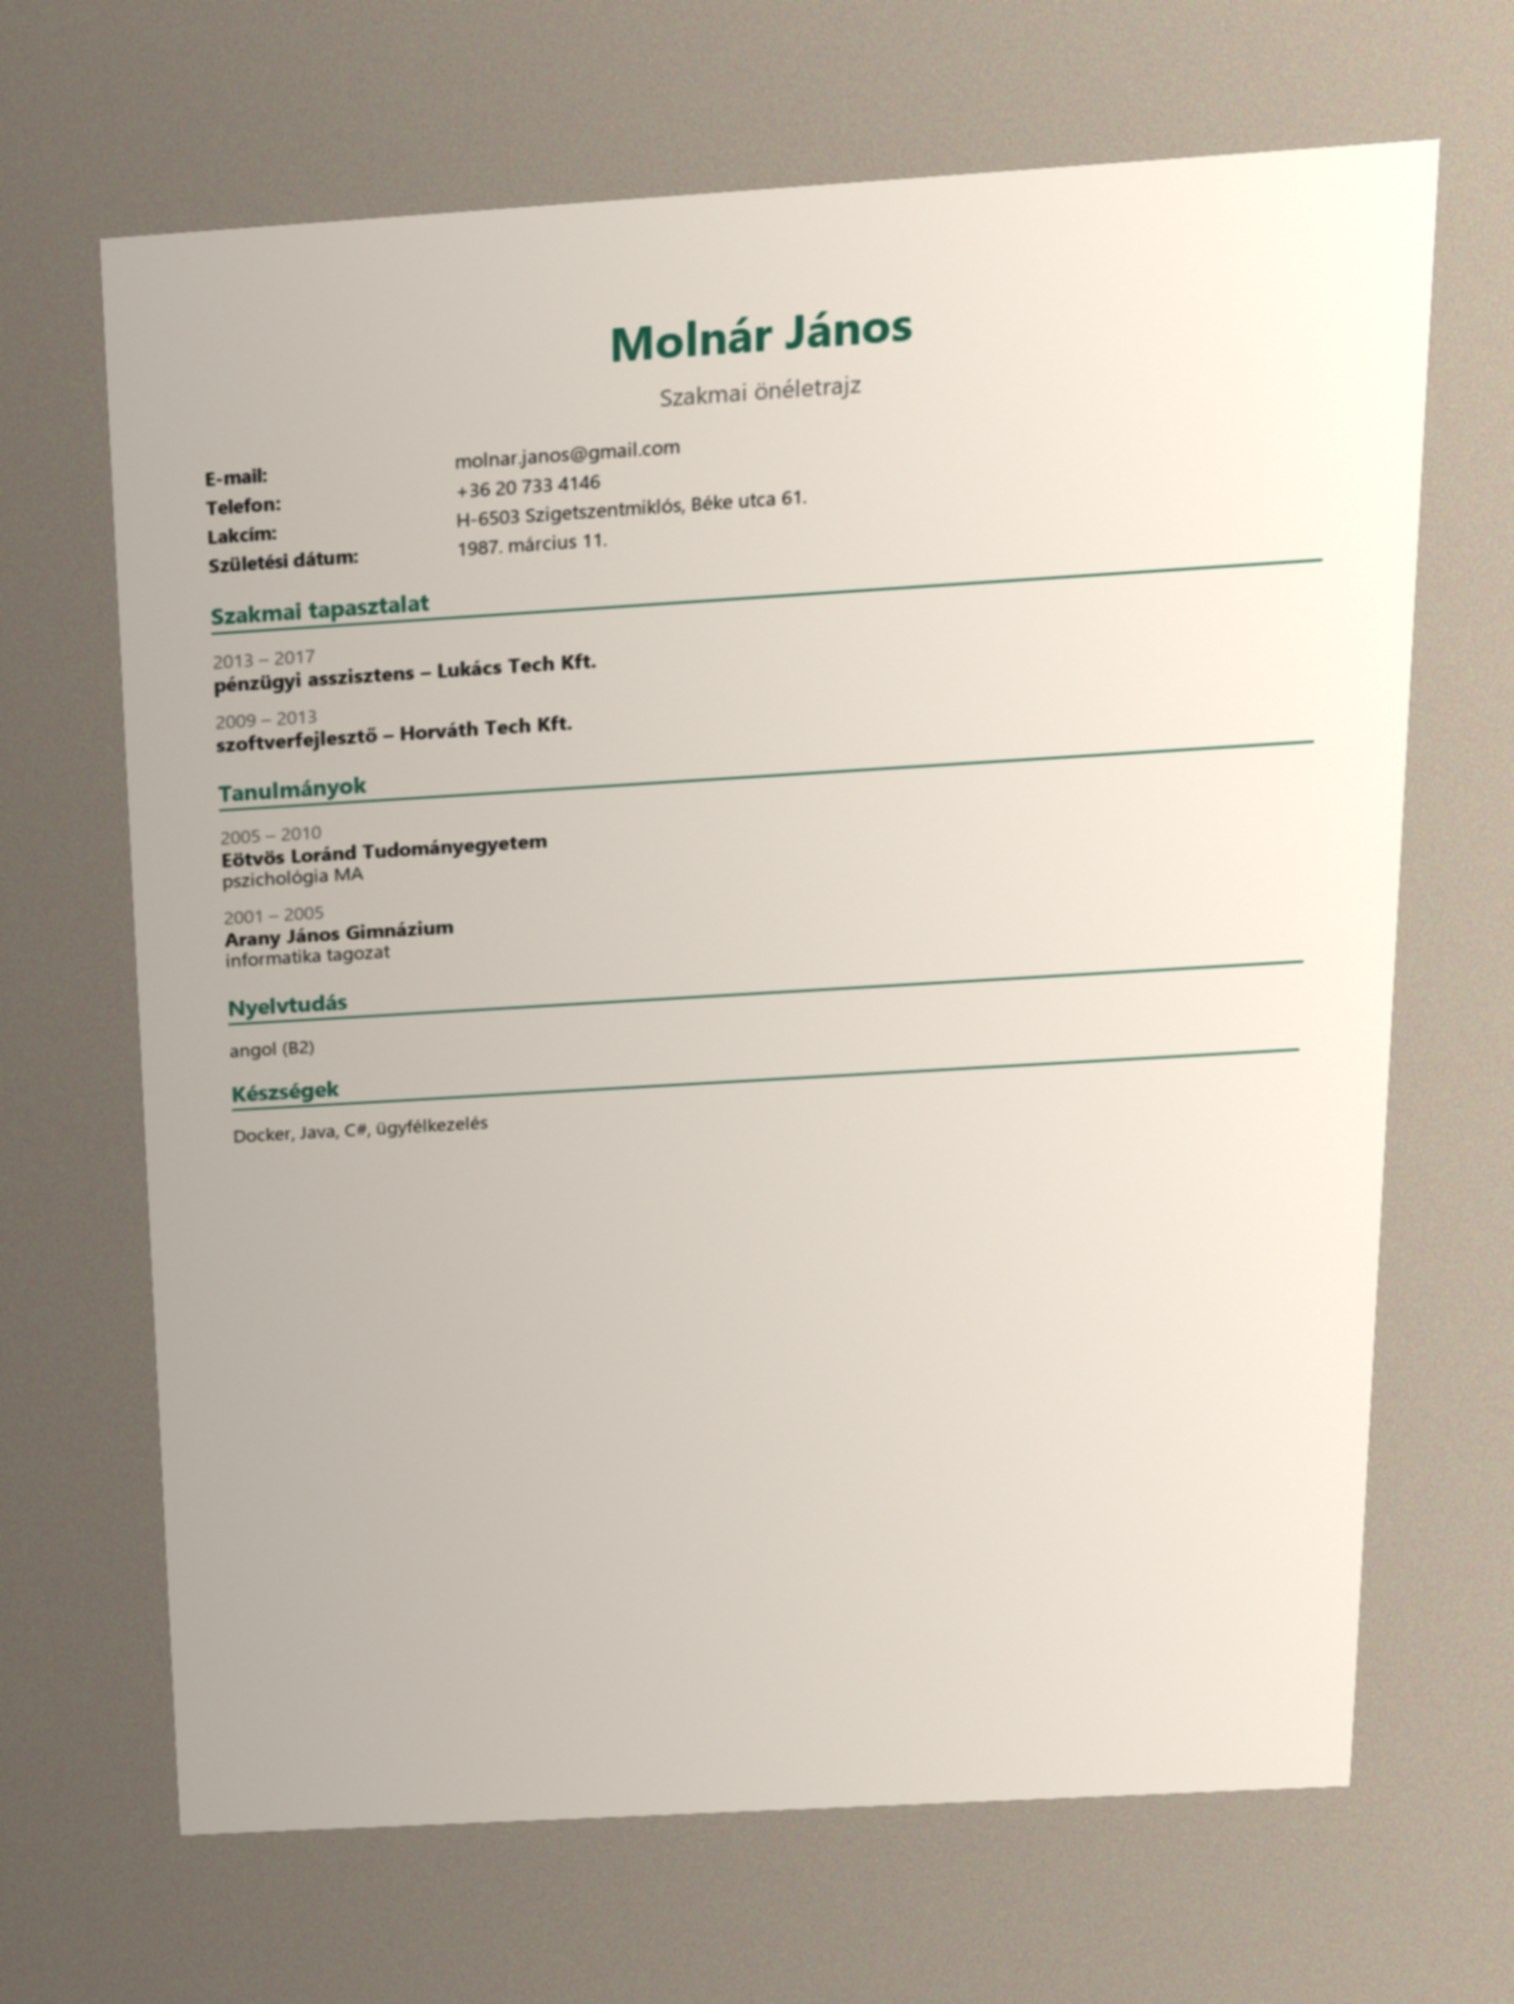 Molnár János
Szakmai önéletrajz
E-mail: molnar.janos@gmail.com
Telefon: +36 20 733 4146
Lakcím: H-6503 Szigetszentmiklós, Béke utca 61.
Születési dátum: 1987. március 11.
Szakmai tapasztalat
2013 – 2017
pénzügyi asszisztens – Lukács Tech Kft.
2009 – 2013
szoftverfejlesztő – Horváth Tech Kft.
Tanulmányok
2005 – 2010
Eötvös Loránd Tudományegyetem
pszichológia MA
2001 – 2005
Arany János Gimnázium
informatika tagozat
Nyelvtudás
angol (B2)
Készségek
Docker, Java, C#, ügyfélkezelés